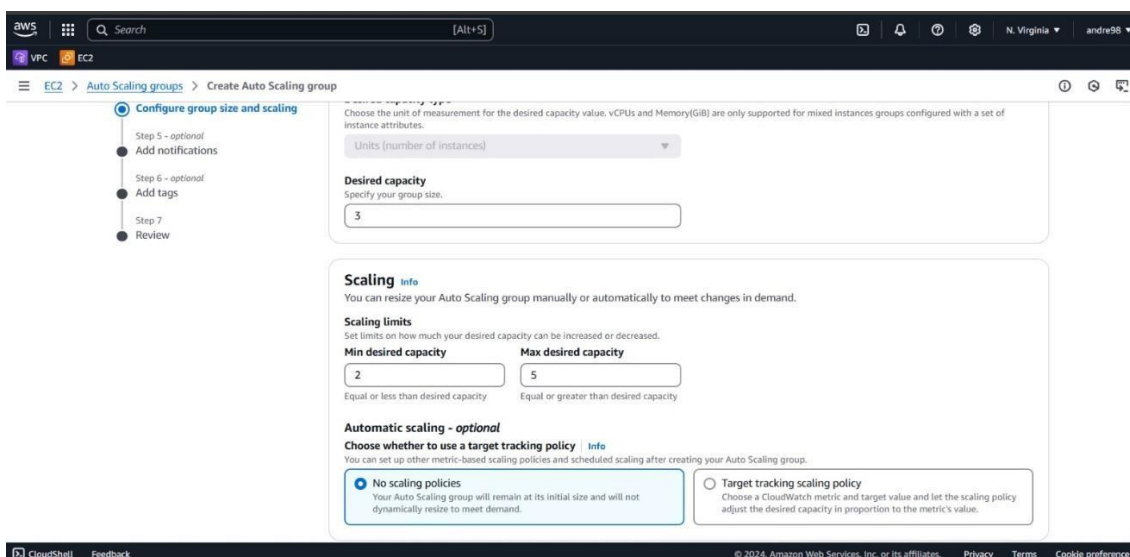 aws
Search [Alt+S]
N. Virginia ▼ andre98 ▼
VPC EC2
EC2 > Auto Scaling groups > Create Auto Scaling group
Configure group size and scaling
Step 5 - optional
Add notifications
Step 6 - optional
Add tags
Step 7
Review
Desired capacity type
Choose the unit of measurement for the desired capacity value. vCPUs and Memory(GiB) are only supported for mixed instances groups configured with a set of
instance attributes.
Units (number of instances)
Desired capacity
Specify your group size.
3
Scaling Info
You can resize your Auto Scaling group manually or automatically to meet changes in demand.
Scaling limits
Set limits on how much your desired capacity can be increased or decreased.
Min desired capacity Max desired capacity
2 5
Equal or less than desired capacity Equal or greater than desired capacity
Automatic scaling - optional
Choose whether to use a target tracking policy | Info
You can set up other metric-based scaling policies and scheduled scaling after creating your Auto Scaling group.
No scaling policies
Your Auto Scaling group will remain at its initial size and will not
dynamically resize to meet demand.
Target tracking scaling policy
Choose a CloudWatch metric and target value and let the scaling policy
adjust the desired capacity in proportion to the metric's value.
CloudShell Feedback © 2024, Amazon Web Services, Inc. or its affiliates. Privacy Terms Cookie preference